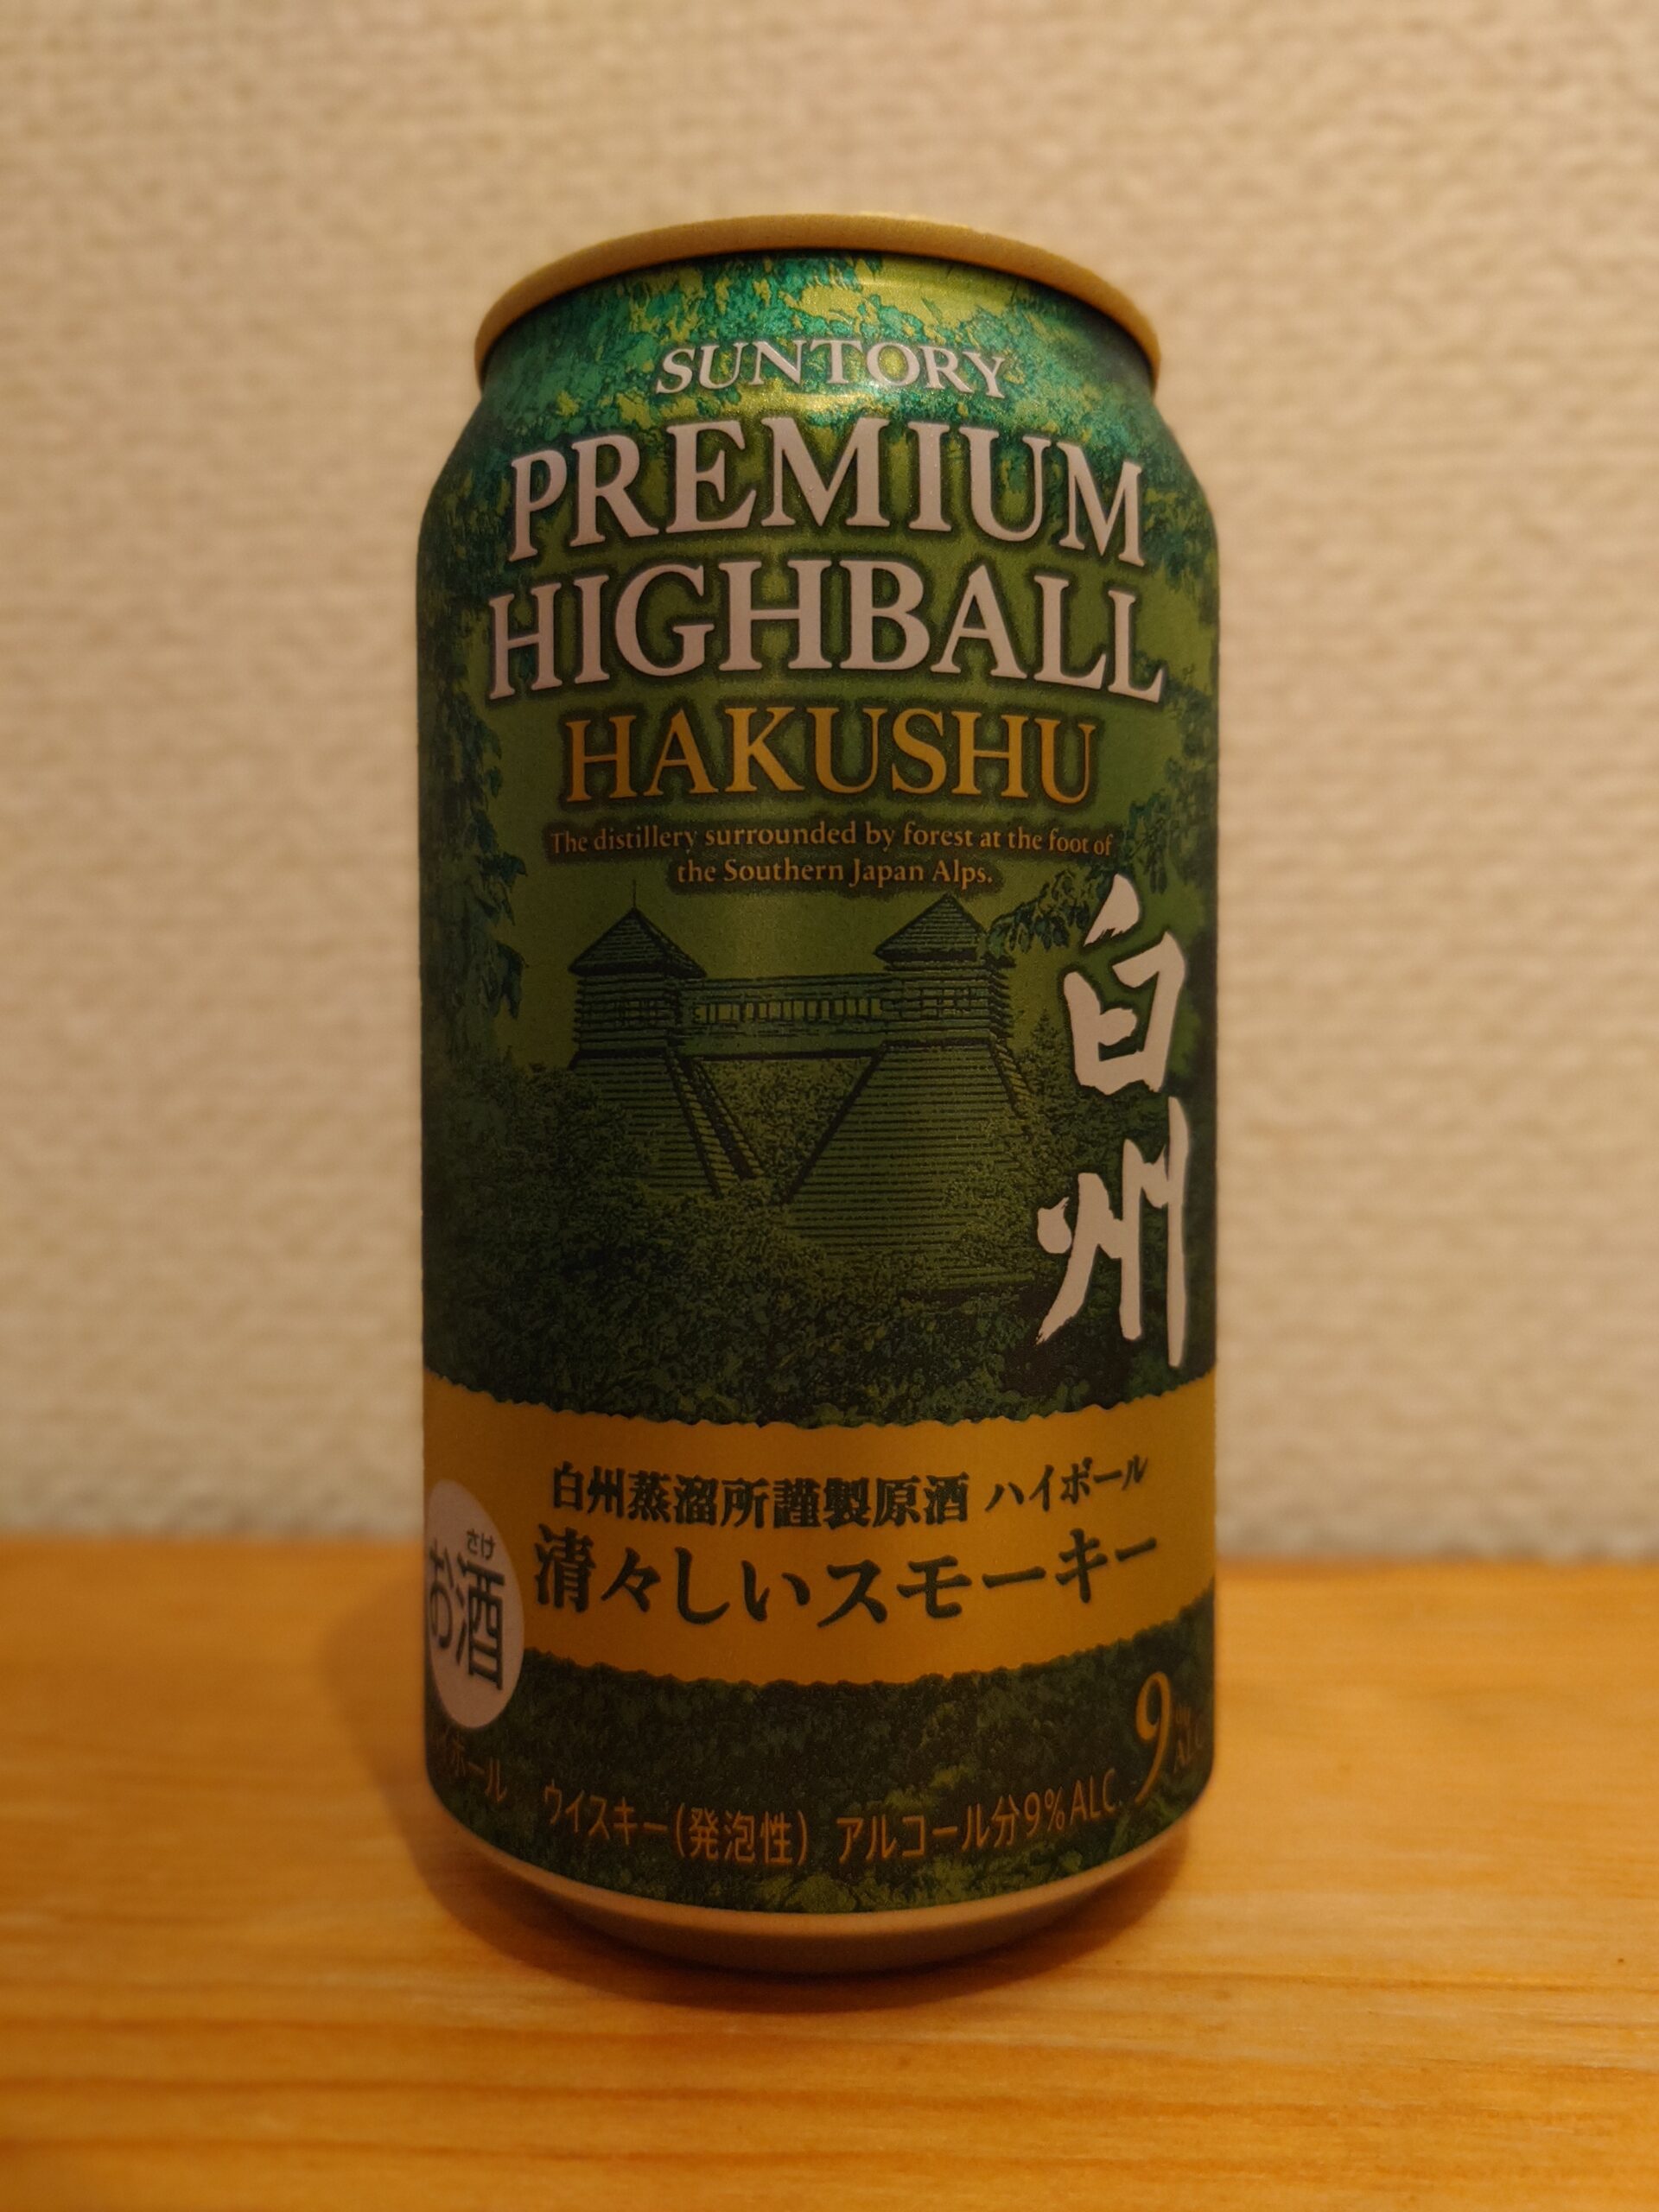 SUNTORY
PREMIUM
HIGHBALL
HAKUSHU
The distillery surrounded by forest at the foot of
the Southern Japan Alps.
白州
白州蒸溜所謹製原酒 ハイボール
清々しいスモーキー
さけ
お酒
9%
ウイスキー(発泡性) アルコール分9%ALC.